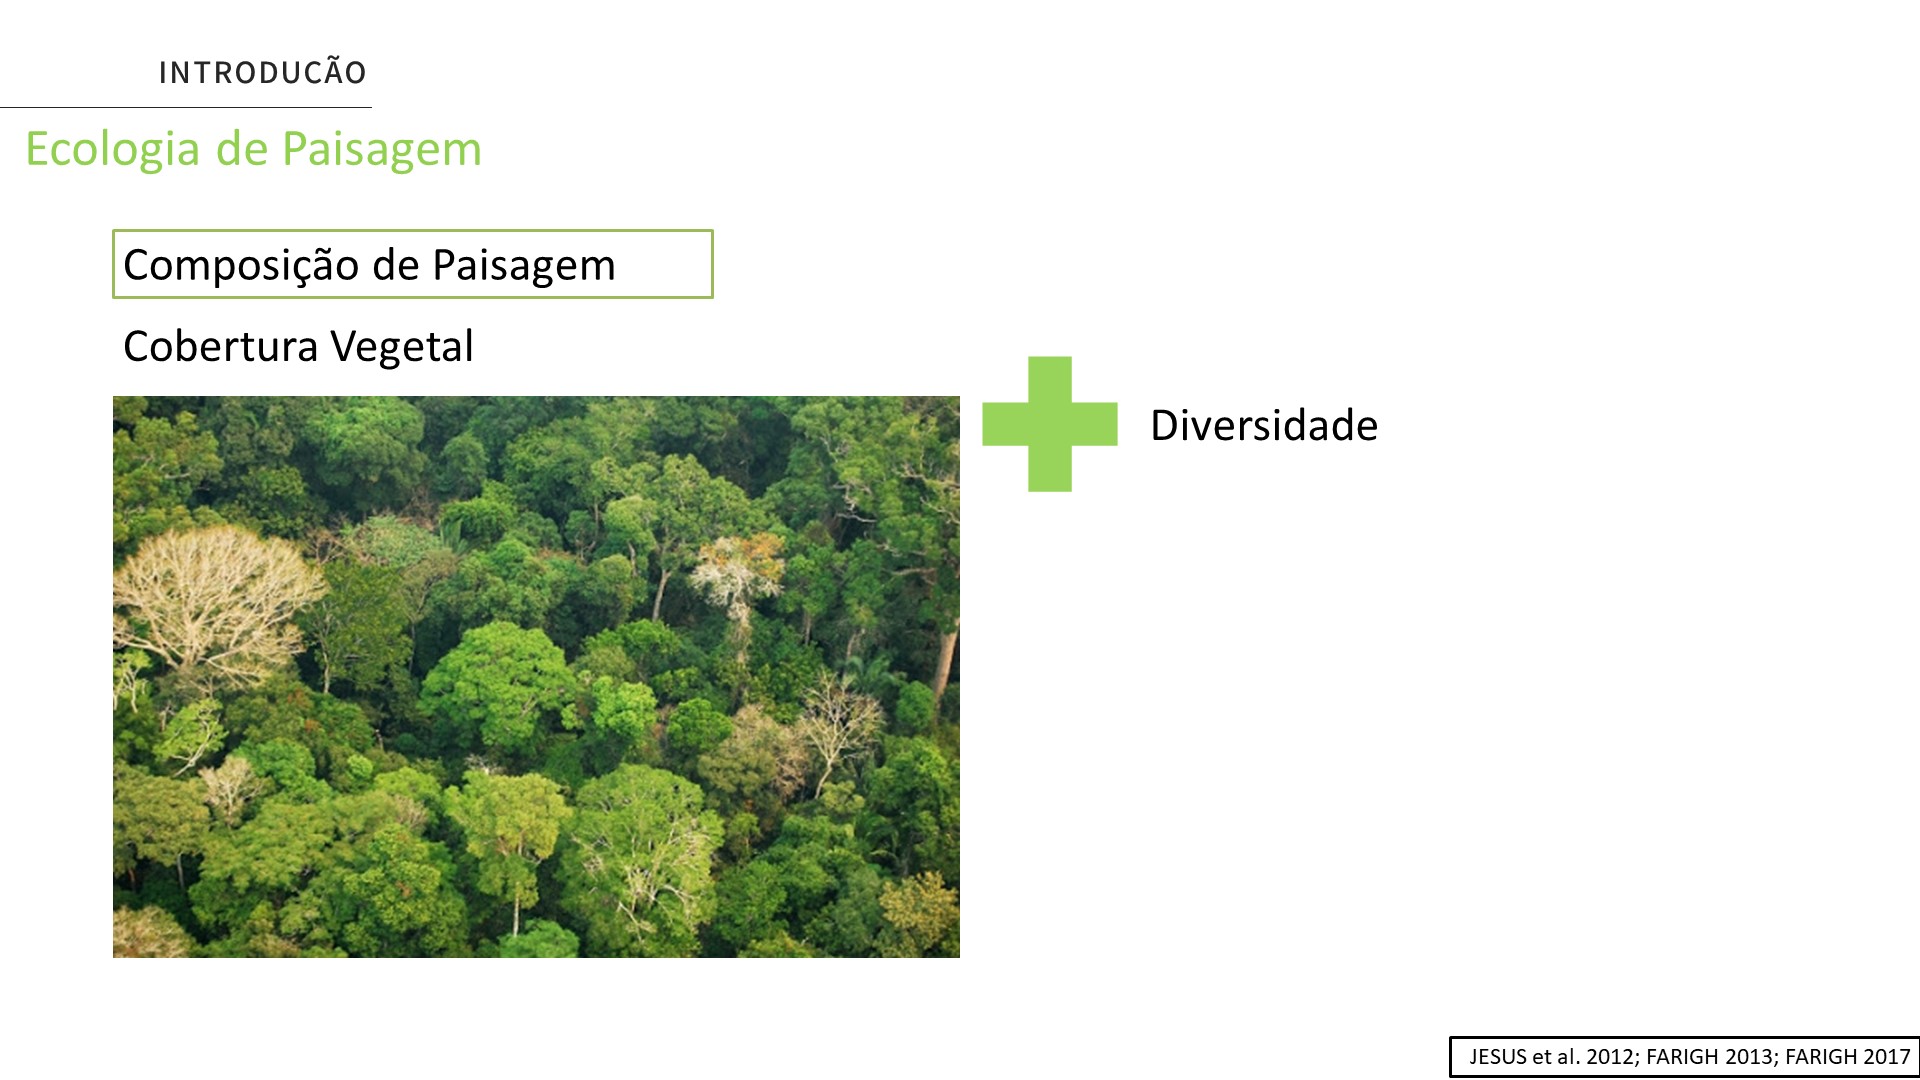 INTRODUCÃO
Ecologia de Paisagem
Composição de Paisagem
Cobertura Vegetal
Diversidade
JESUS et al. 2012; FARIGH 2013; FARIGH 2017